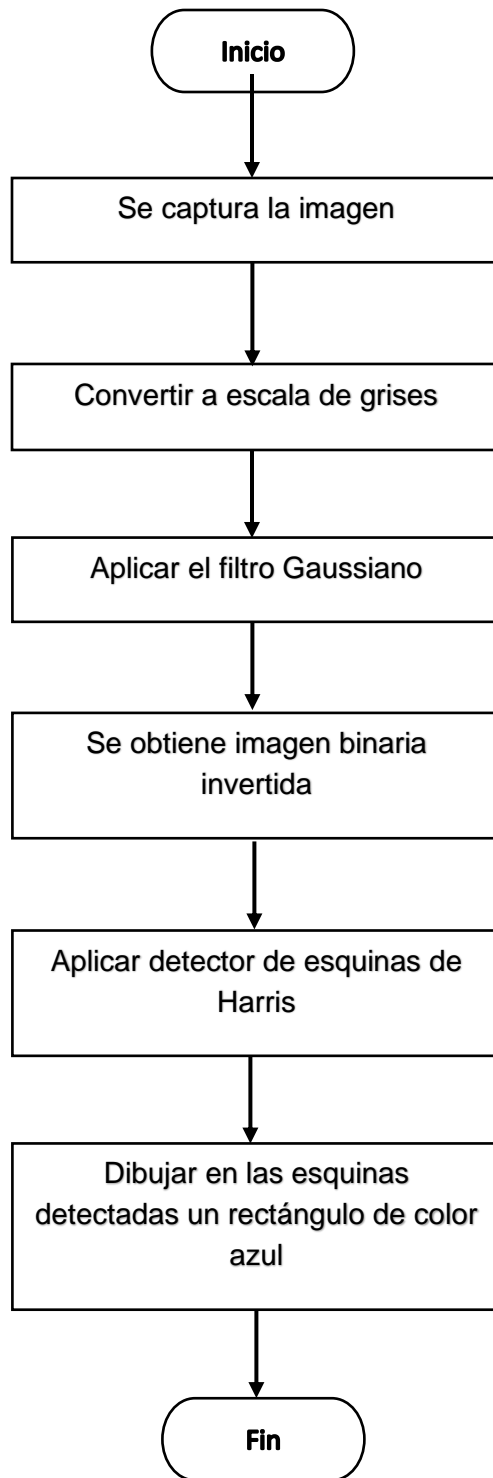 Inicio
Se captura la imagen
Convertir a escala de grises
Aplicar el filtro Gaussiano
Se obtiene imagen binaria
invertida
Aplicar detector de esquinas de
Harris
Dibujar en las esquinas
detectadas un rectángulo de color
azul
Fin